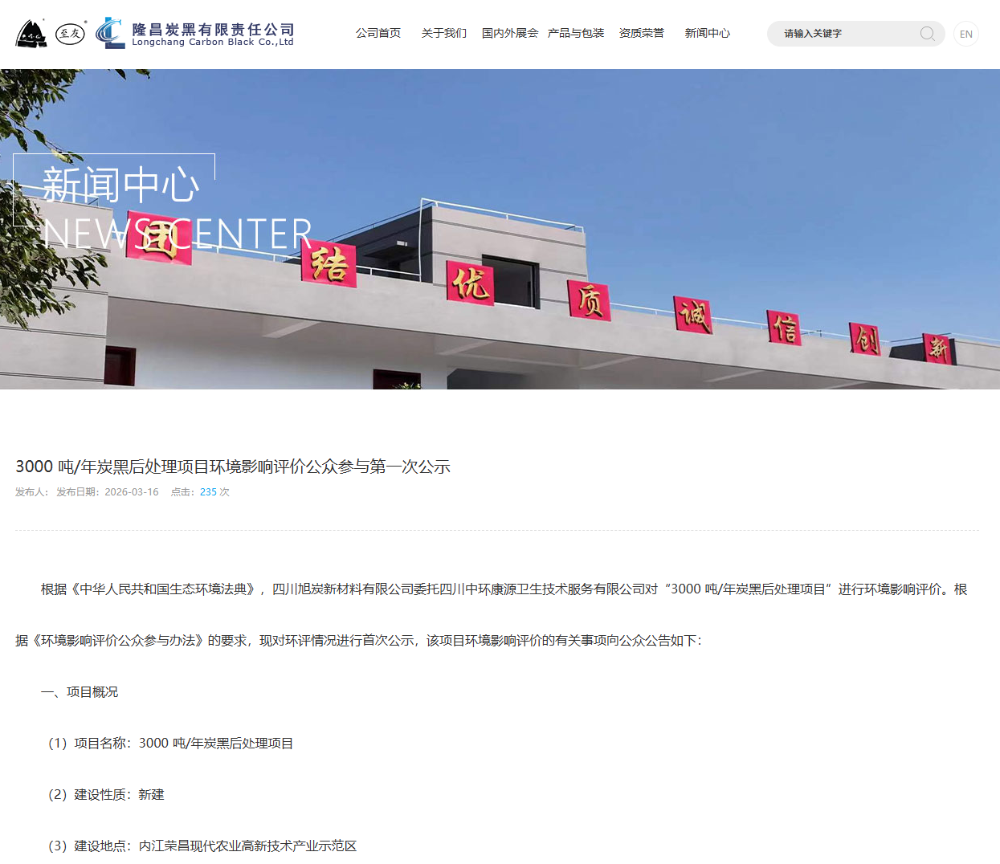 至友
隆昌炭黑有限责任公司
Longchang Carbon Black Co.,Ltd
公司首页 关于我们 国内外展会 产品与包装 资质荣誉 新闻中心
请输入关键字
EN
新闻中心
NEWS CENTER
团结优质诚信创新
3000 吨/年炭黑后处理项目环境影响评价公众参与第一次公示
发布人： 发布日期：2026-03-16 点击：235 次
根据《中华人民共和国生态环境法典》，四川旭炭新材料有限公司委托四川中环康源卫生技术服务有限公司对“3000 吨/年炭黑后处理项目”进行环境影响评价。根
据《环境影响评价公众参与办法》的要求，现对环评情况进行首次公示，该项目环境影响评价的有关事项向公众公告如下：
一、项目概况
（1）项目名称：3000 吨/年炭黑后处理项目
（2）建设性质：新建
（3）建设地点：内江荣昌现代农业高新技术产业示范区